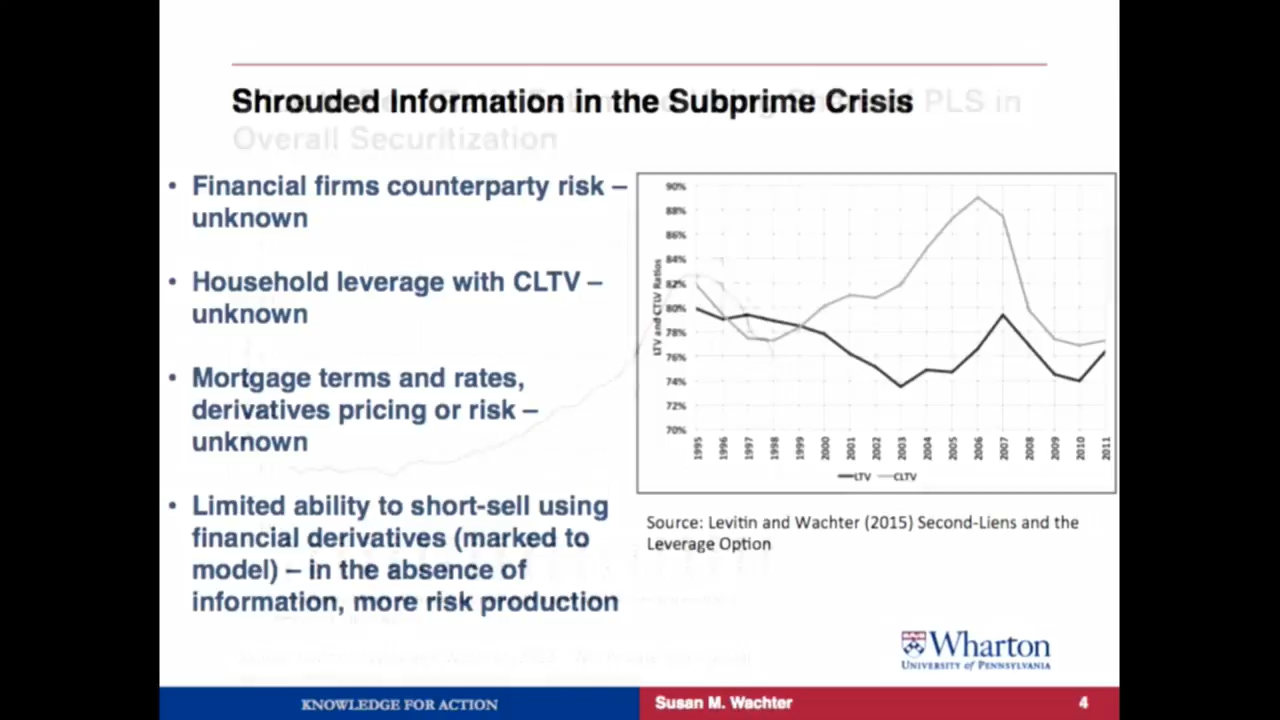 Shrouded Information in the Subprime Crisis
PLS in
Overall Securitization
• Financial firms counterparty risk –
unknown
• Household leverage with CLTV –
unknown
• Mortgage terms and rates,
derivatives pricing or risk –
unknown
• Limited ability to short-sell using
financial derivatives (marked to
model) – in the absence of
information, more risk production
LTV and CTLV Ratios
90%
88%
86%
84%
82%
80%
78%
76%
74%
72%
70%
1995 1996 1997 1998 1999 2000 2001 2002 2003 2004 2005 2006 2007 2008 2009 2010 2011
LTV CLTV
Source: Levitin and Wachter (2015) Second-Liens and the
Leverage Option
Wharton
UNIVERSITY of PENNSYLVANIA
KNOWLEDGE FOR ACTION
Susan M. Wachter
4